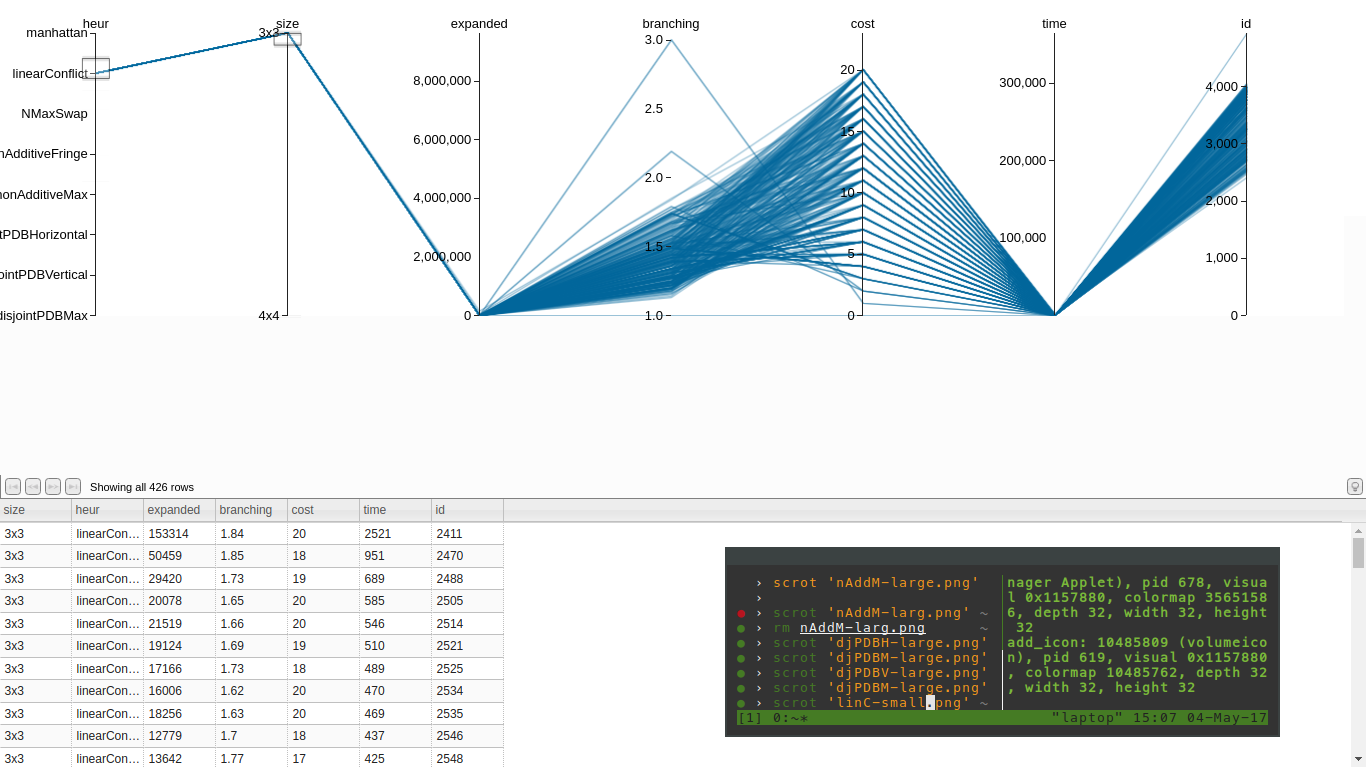 heur size expanded branching cost time id
manhattan
linearConflict
NMaxSwap
nAdditiveFringe
nonAdditiveMax
tPDBHorizontal
ointPDBVertical
disjointPDBMax
3x3
4x4
8,000,000
6,000,000
4,000,000
2,000,000
0
3.0
2.5
2.0
1.5
1.0
20
15
10
5
0
300,000
200,000
100,000
4,000
3,000
2,000
1,000
0
Showing all 426 rows
size heur expanded branching cost time id
3x3 linearCon... 153314 1.84 20 2521 2411
3x3 linearCon... 50459 1.85 18 951 2470
3x3 linearCon... 29420 1.73 19 689 2488
3x3 linearCon... 20078 1.65 20 585 2505
3x3 linearCon... 21519 1.66 20 546 2514
3x3 linearCon... 19124 1.69 19 510 2521
3x3 linearCon... 17166 1.73 18 489 2525
3x3 linearCon... 16006 1.62 20 470 2534
3x3 linearCon... 18256 1.63 20 469 2535
3x3 linearCon... 12779 1.7 18 437 2546
3x3 linearCon... 13642 1.77 17 425 2548
› scrot 'nAddM-large.png'
›
› scrot 'nAddM-larg.png' ~
› rm nAddM-larg.png ~
› scrot 'djPDBH-large.png'
› scrot 'djPDBM-large.png'
› scrot 'djPDBV-large.png'
› scrot 'djPDBM-large.png'
› scrot 'linC-small.png' ~
nager Applet), pid 678, visua
l 0x1157880, colormap 3565158
6, depth 32, width 32, height
32
add_icon: 10485809 (volumeico
n), pid 619, visual 0x1157880
, colormap 10485762, depth 32
, width 32, height 32
[1] 0:~* "laptop" 15:07 04-May-17